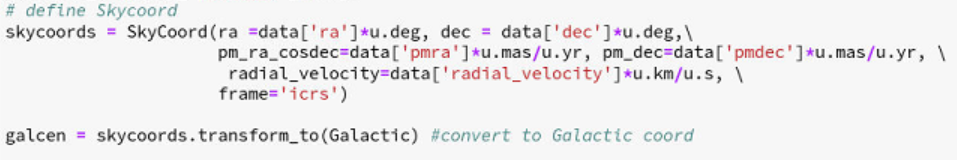 # define Skycoord
skycoords = SkyCoord(ra =data['ra']*u.deg, dec = data['dec']*u.deg,\
pm_ra_cosdec=data['pmra']*u.mas/u.yr, pm_dec=data['pmdec']*u.mas/u.yr, \
radial_velocity=data['radial_velocity']*u.km/u.s, \
frame='icrs')
galcen = skycoords.transform_to(Galactic) #convert to Galactic coord